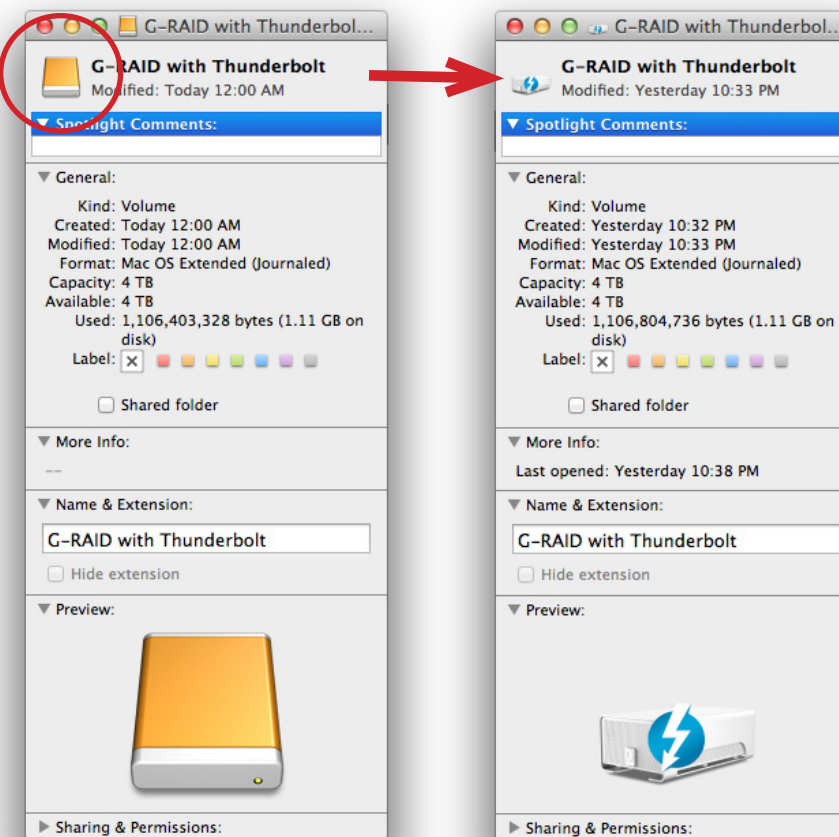 G-RAID with Thunderbol...
G-RAID with Thunderbolt
Modified: Today 12:00 AM
Spotlight Comments:
General:
Kind: Volume
Created: Today 12:00 AM
Modified: Today 12:00 AM
Format: Mac OS Extended (Journaled)
Capacity: 4 TB
Available: 4 TB
Used: 1,106,403,328 bytes (1.11 GB on
disk)
Label:
Shared folder
More Info:
--
Name & Extension:
G-RAID with Thunderbolt
Hide extension
Preview:
Sharing & Permissions:
G-RAID with Thunderbol...
G-RAID with Thunderbolt
Modified: Yesterday 10:33 PM
Spotlight Comments:
General:
Kind: Volume
Created: Yesterday 10:32 PM
Modified: Yesterday 10:33 PM
Format: Mac OS Extended (Journaled)
Capacity: 4 TB
Available: 4 TB
Used: 1,106,804,736 bytes (1.11 GB on
disk)
Label:
Shared folder
More Info:
Last opened: Yesterday 10:38 PM
Name & Extension:
G-RAID with Thunderbolt
Hide extension
Preview:
Sharing & Permissions: